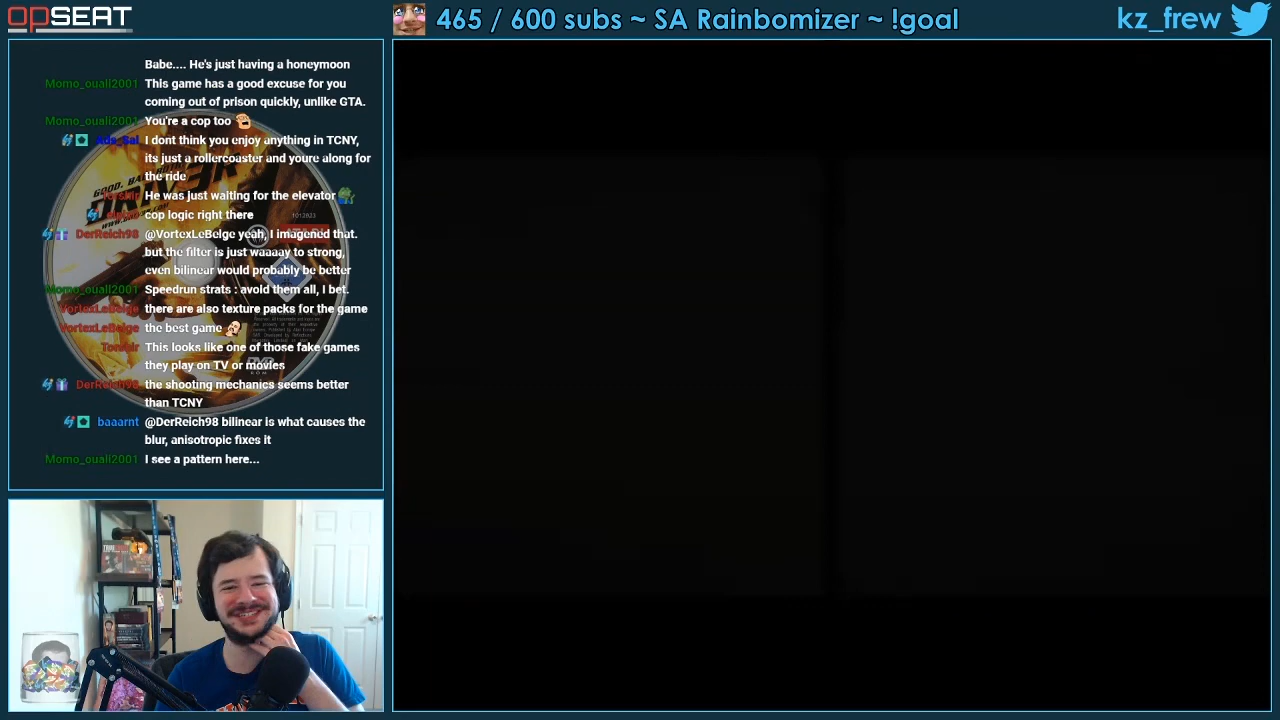 OPSEAT
465 / 600 subs ~ SA Rainbomizer ~ !goal
kz_frew
Babe.... He's just having a honeymoon
Momo_ouali2001 This game has a good excuse for you
coming out of prison quickly, unlike GTA.
Momo_ouali2001 You're a cop too
Ads_Sal I dont think you enjoy anything in TCNY,
its just a rollercoaster and youre along for
the ride
He was just waiting for the elevator
cop logic right there
DerReich98 @VortexLeBelge yeah, I imagened that.
but the filter is just waaaay to strong,
even bilinear would probably be better
Momo_ouali2001 Speedrun strats : avoid them all, I bet.
VortexLeBelge there are also texture packs for the game
VortexLeBelge the best game
This looks like one of those fake games
they play on TV or movies
DerReich98 the shooting mechanics seems better
than TCNY
baaarnt @DerReich98 bilinear is what causes the
blur, anisotropic fixes it
Momo_ouali2001 I see a pattern here...